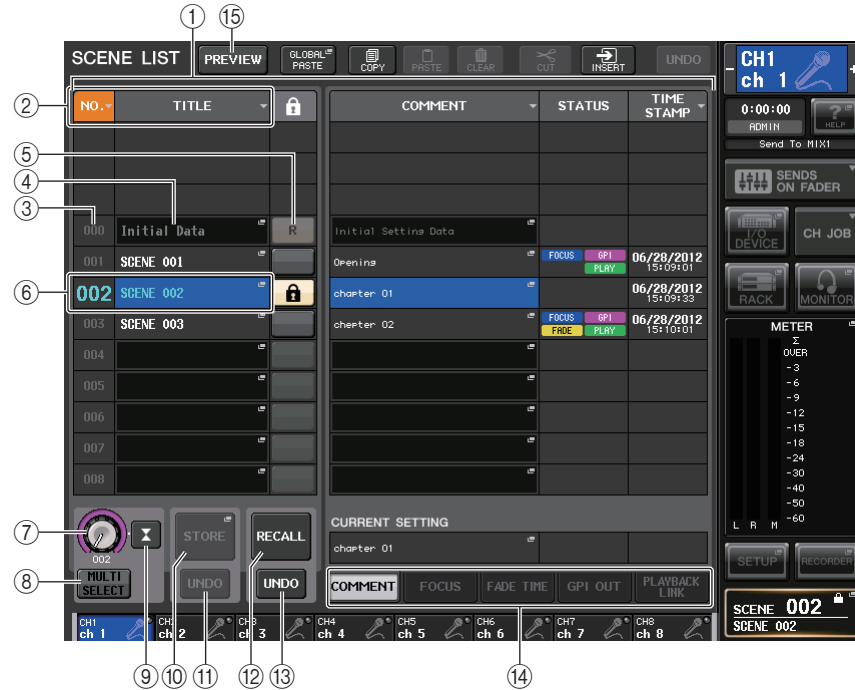 ① ⑮
SCENE LIST PREVIEW GLOBAL PASTE COPY PASTE CLEAR CUT INSERT UNDO
CH1
ch 1
- +
② NO. TITLE COMMENT STATUS TIME STAMP
0:00:00
ADMIN
? HELP
Send To MIX1
SENDS ON FADER
③ ④ ⑤
000 Initial Data R Initial Setting Data
I/O DEVICE CH JOB
001 SCENE 001 Opening FOCUS GPI PLAY 06/28/2012 15:09:01
⑥ 002 SCENE 002 chapter 01 06/28/2012 15:09:33
RACK MONITOR
003 SCENE 003 chepter 02 FOCUS GPI FADE PLAY 06/28/2012 15:10:01
004
005
006
007
008
METER
Σ
OVER
-3
-6
-9
-12
-15
-18
-24
-30
-40
-50
-60
L R M
⑦ 002
STORE RECALL
CURRENT SETTING
chapter 01
SETUP RECORDER
⑧ MULTI SELECT UNDO UNDO
COMMENT FOCUS FADE TIME GPI OUT PLAYBACK LINK
SCENE 002
SCENE 002
CH1 CH2 CH3 CH4 CH5 CH6 CH7 CH8
ch 1 ch 2 ch 3 ch 4 ch 5 ch 6 ch 7 ch 8
⑨ ⑩ ⑪ ⑫ ⑬ ⑭